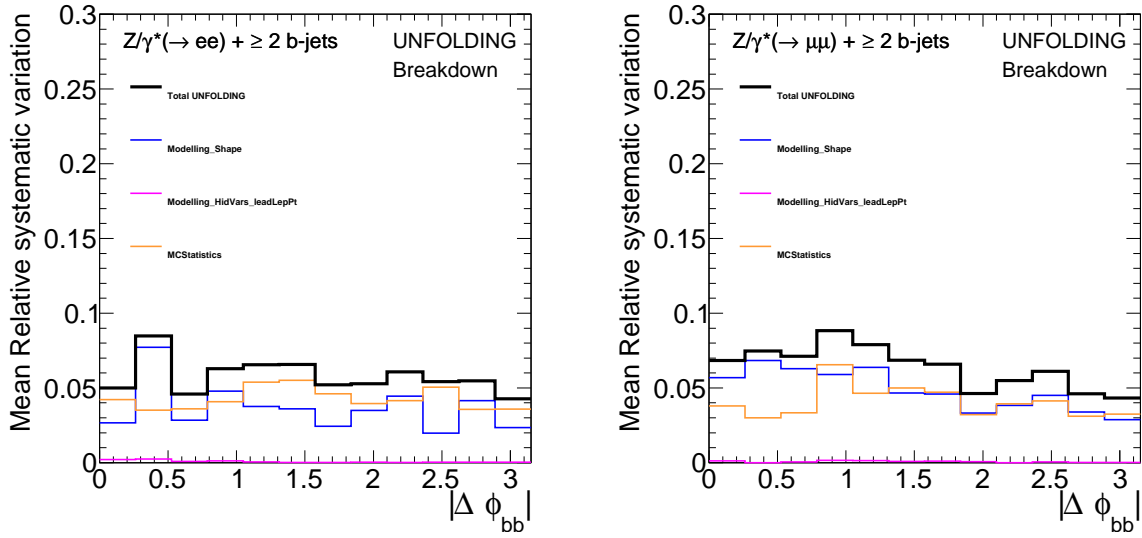 Z/γ*(→ ee) + ≥ 2 b-jets
UNFOLDING
Breakdown
Total UNFOLDING
Modelling_Shape
Modelling_HidVars_leadLepPt
MCStatistics
Mean Relative systematic variation
0.3
0.25
0.2
0.15
0.1
0.05
0
0 0.5 1 1.5 2 2.5 3
|Δ ϕ_bb|
Z/γ*(→ μμ) + ≥ 2 b-jets
UNFOLDING
Breakdown
Total UNFOLDING
Modelling_Shape
Modelling_HidVars_leadLepPt
MCStatistics
Mean Relative systematic variation
0.3
0.25
0.2
0.15
0.1
0.05
0
0 0.5 1 1.5 2 2.5 3
|Δ ϕ_bb|